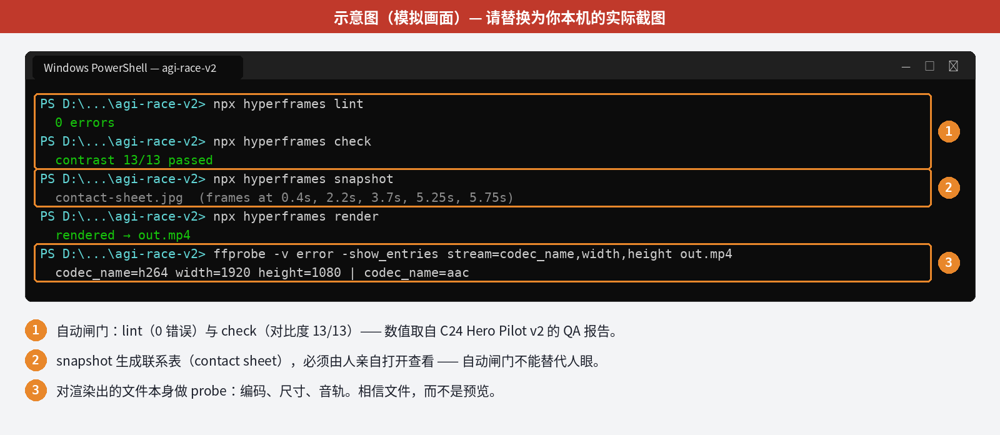 示意图（模拟画面）— 请替换为你本机的实际截图
Windows PowerShell — agi-race-v2
PS D:\...\agi-race-v2> npx hyperframes lint
0 errors
PS D:\...\agi-race-v2> npx hyperframes check
contrast 13/13 passed
1
PS D:\...\agi-race-v2> npx hyperframes snapshot
contact-sheet.jpg  (frames at 0.4s, 2.2s, 3.7s, 5.25s, 5.75s)
2
PS D:\...\agi-race-v2> npx hyperframes render
rendered → out.mp4
PS D:\...\agi-race-v2> ffprobe -v error -show_entries stream=codec_name,width,height out.mp4
codec_name=h264 width=1920 height=1080 | codec_name=aac
3
1 自动闸门：lint（0 错误）与 check（对比度 13/13）—— 数值取自 C24 Hero Pilot v2 的 QA 报告。
2 snapshot 生成联系表（contact sheet），必须由人亲自打开查看 —— 自动闸门不能替代人眼。
3 对渲染出的文件本身做 probe：编码、尺寸、音轨。相信文件，而不是预览。